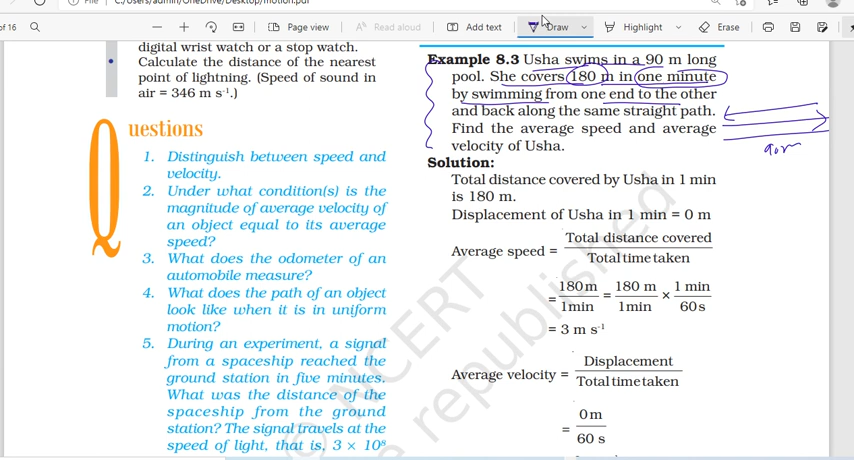 of 16
Page view
Read aloud
Add text
Draw
Highlight
Erase
digital wrist watch or a stop watch.
Calculate the distance of the nearest
point of lightning. (Speed of sound in
air = 346 m s⁻¹.)
Questions
1. Distinguish between speed and
velocity.
2. Under what condition(s) is the
magnitude of average velocity of
an object equal to its average
speed?
3. What does the odometer of an
automobile measure?
4. What does the path of an object
look like when it is in uniform
motion?
5. During an experiment, a signal
from a spaceship reached the
ground station in five minutes.
What was the distance of the
spaceship from the ground
station? The signal travels at the
speed of light, that is, 3 × 10⁸
Example 8.3 Usha swims in a 90 m long
pool. She covers 180 m in one minute
by swimming from one end to the other
and back along the same straight path.
Find the average speed and average
velocity of Usha.
90m
Solution:
Total distance covered by Usha in 1 min
is 180 m.
Displacement of Usha in 1 min = 0 m
Average speed = Total distance covered
Total time taken
= 180 m / 1 min = 180 m / 1 min × 1 min / 60 s
= 3 m s⁻¹
Average velocity = Displacement
Total time taken
= 0 m
60 s
© NCERT
be republished